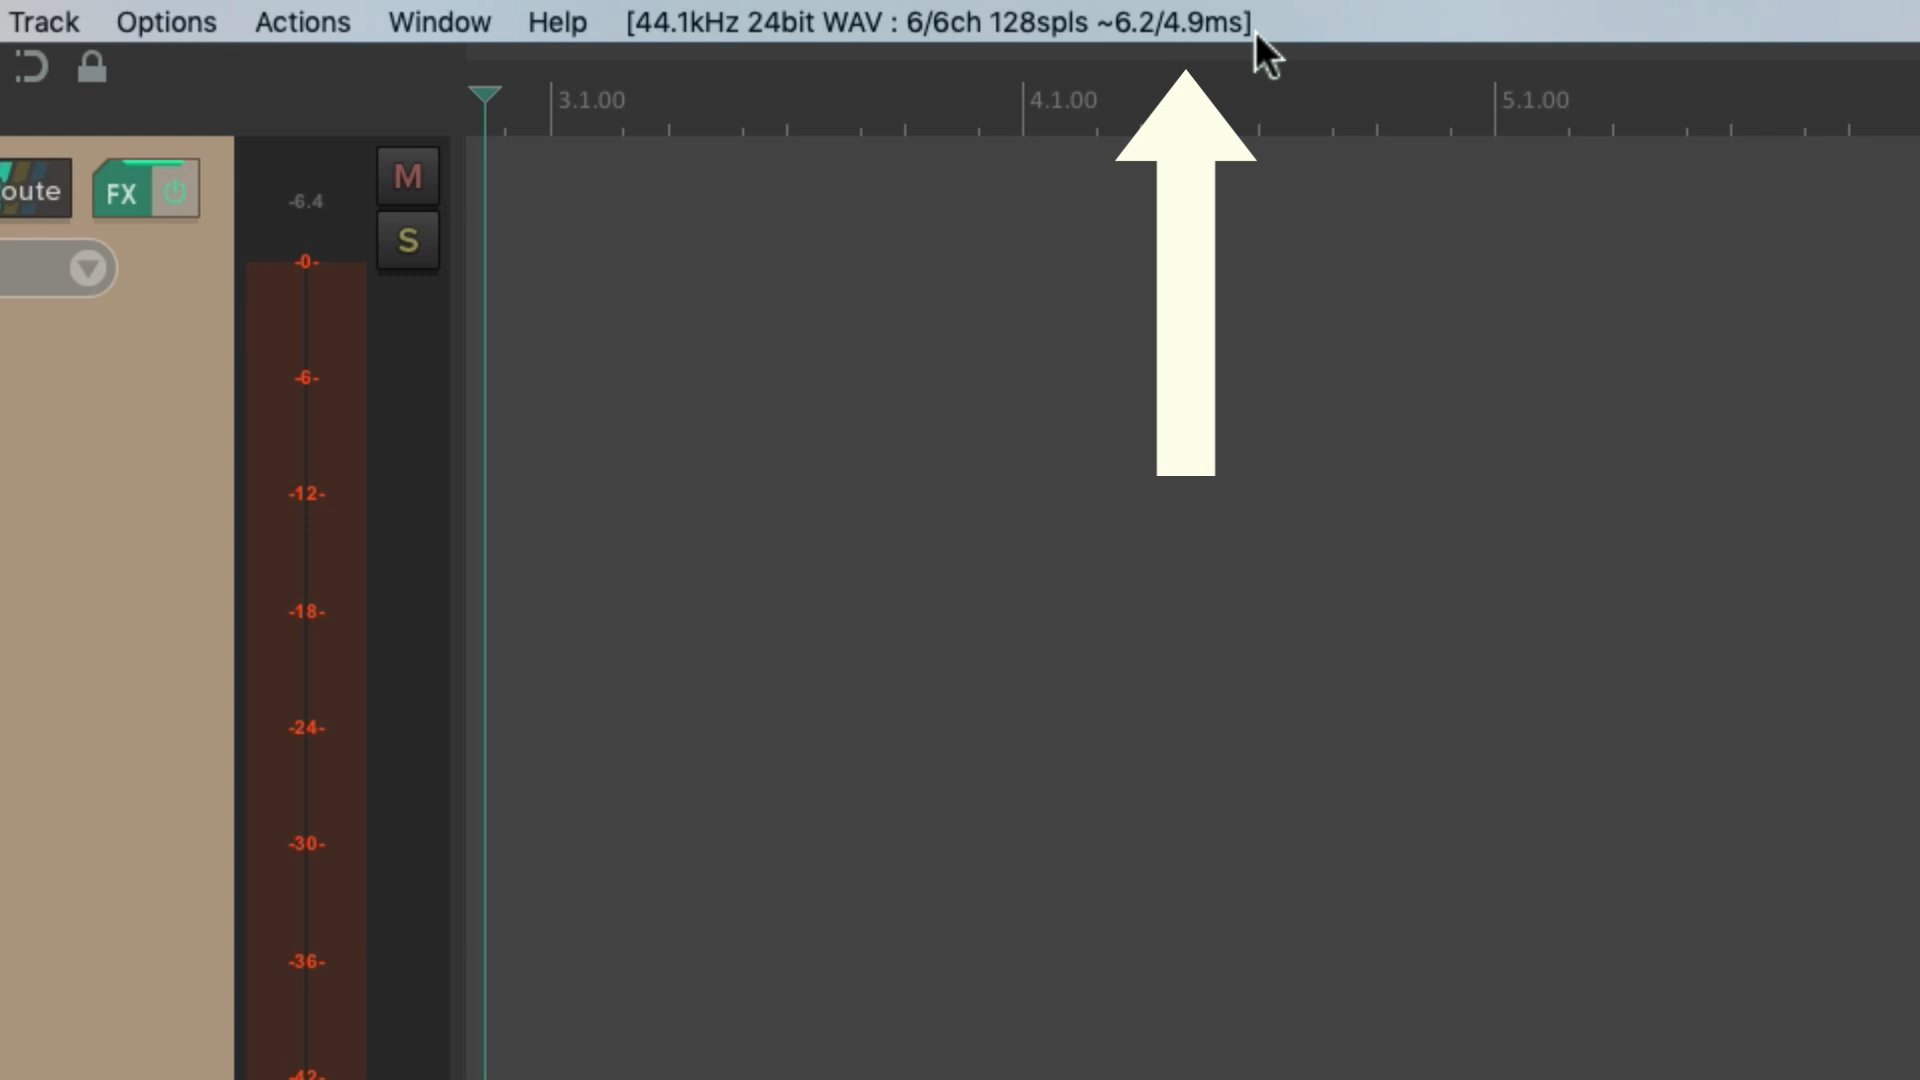 Track Options Actions Window Help [44.1kHz 24bit WAV : 6/6ch 128spls ~6.2/4.9ms]
3.1.00 4.1.00 5.1.00
oute FX
M
-6.4
S
-0-
-6-
-12-
-18-
-24-
-30-
-36-
-42-